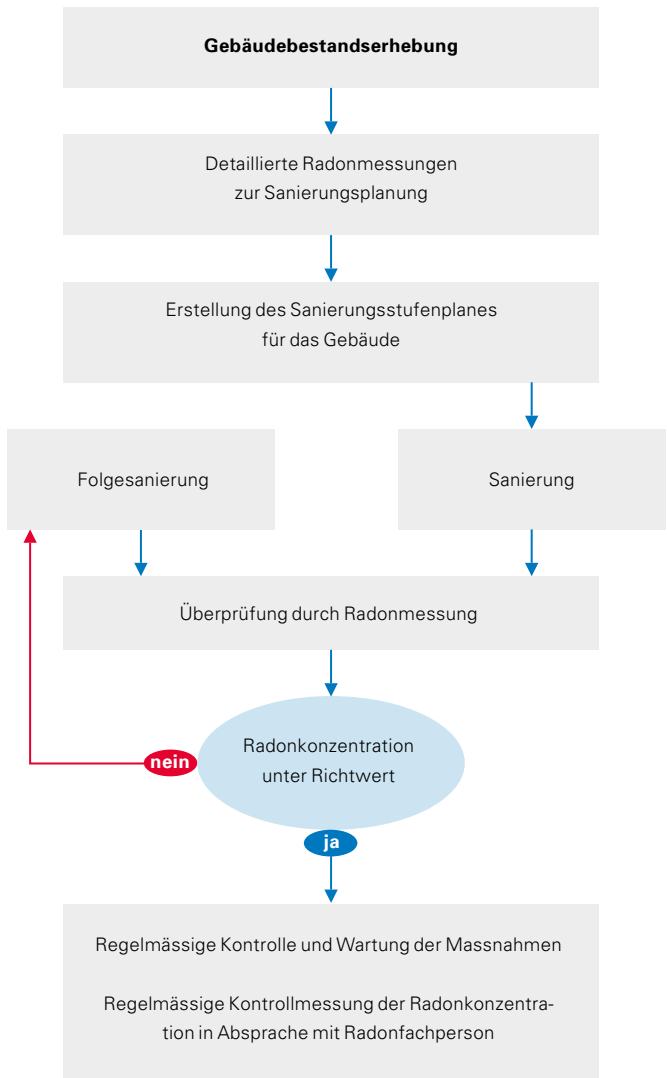 Gebäudebestandserhebung
Detaillierte Radonmessungen
zur Sanierungsplanung
Erstellung des Sanierungsstufenplanes
für das Gebäude
Folgesanierung
Sanierung
Überprüfung durch Radonmessung
Radonkonzentration
unter Richtwert
nein
ja
Regelmässige Kontrolle und Wartung der Massnahmen
Regelmässige Kontrollmessung der Radonkonzentra-
tion in Absprache mit Radonfachperson